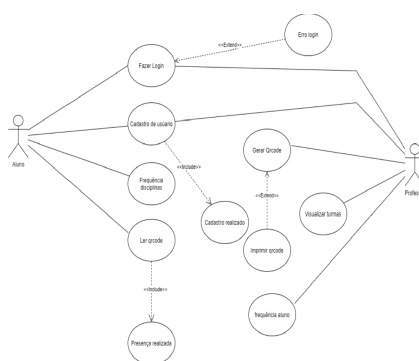 Erro login
<<Extend>>
Fazer Login
Cadastro de usuário
Gerar Qrcode
Aluno
<<Include>>
Profes
Frequência
disciplinas
<<Extend>>
Visualizar turmas
Cadastro realizado
Ler qrcode
Imprimir qrcode
<<Include>>
frequência aluno
Presença realizada